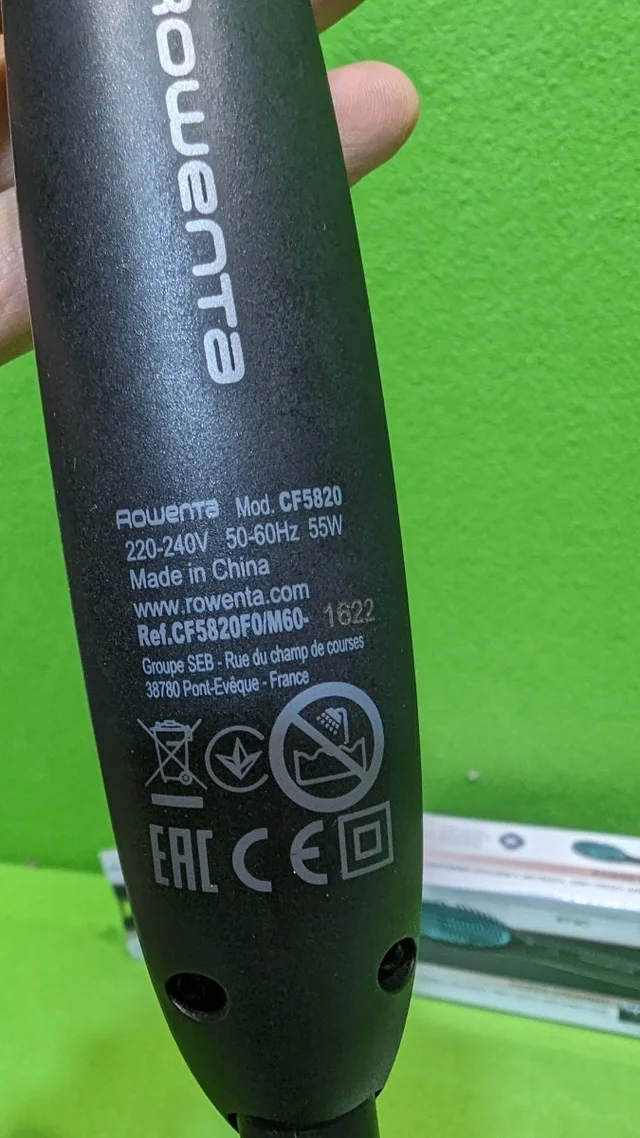 Rowenta
Rowenta Mod. CF5820
220-240V 50-60Hz 55W
Made in China
www.rowenta.com
Ref.CF5820F0/M60- 1622
Groupe SEB - Rue du champ de courses
38780 Pont-Evêque - France
EAC CE